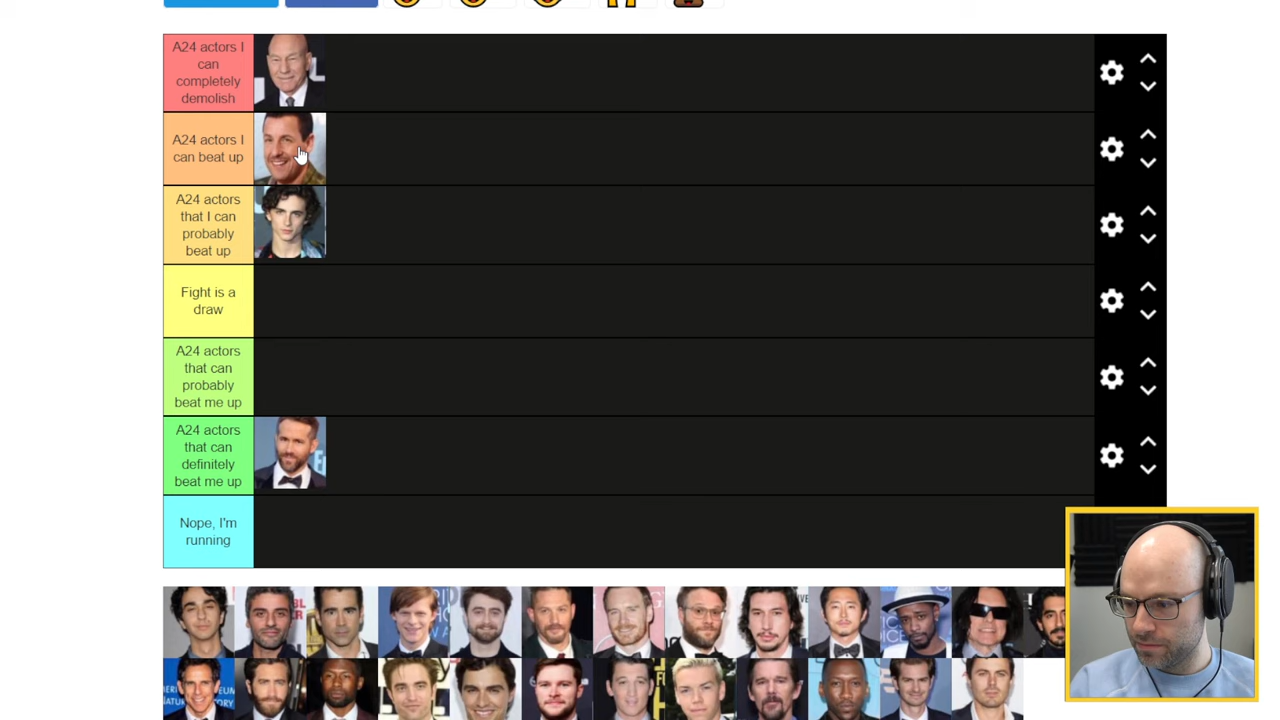 A24 actors I
can
completely
demolish
A24 actors I
can beat up
A24 actors
that I can
probably
beat up
Fight is a
draw
A24 actors
that can
probably
beat me up
A24 actors
that can
definitely
beat me up
Nope, I'm
running